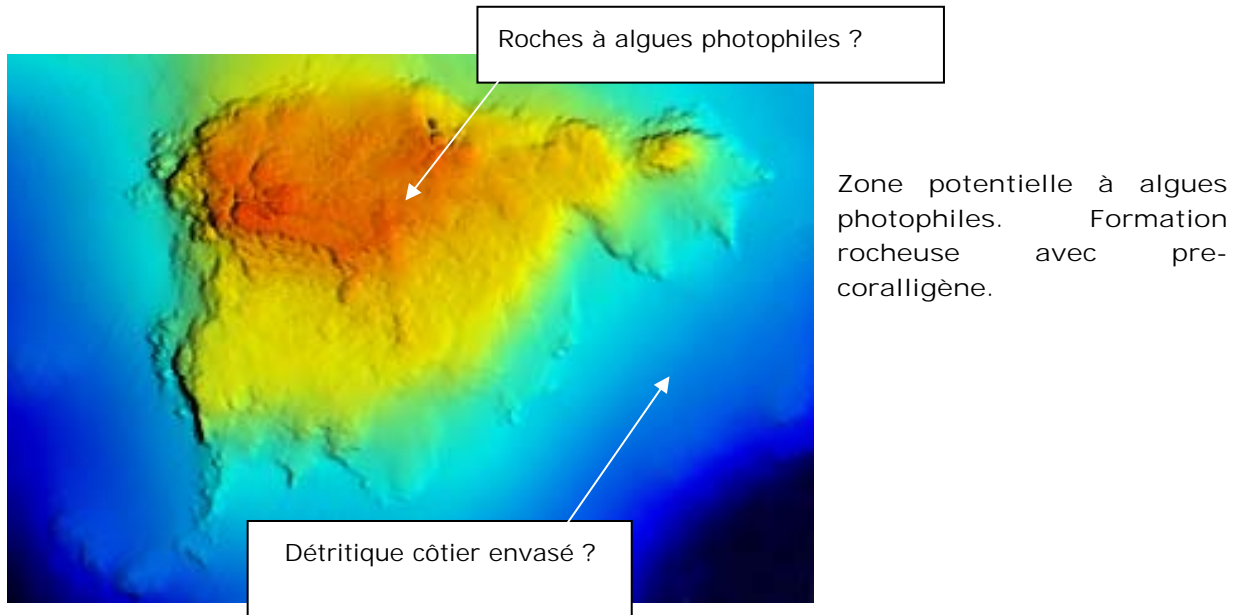 Roches à algues photophiles ?
Zone potentielle à algues
photophiles. Formation
rocheuse avec pre-
coralligène.
Détritique côtier envasé ?